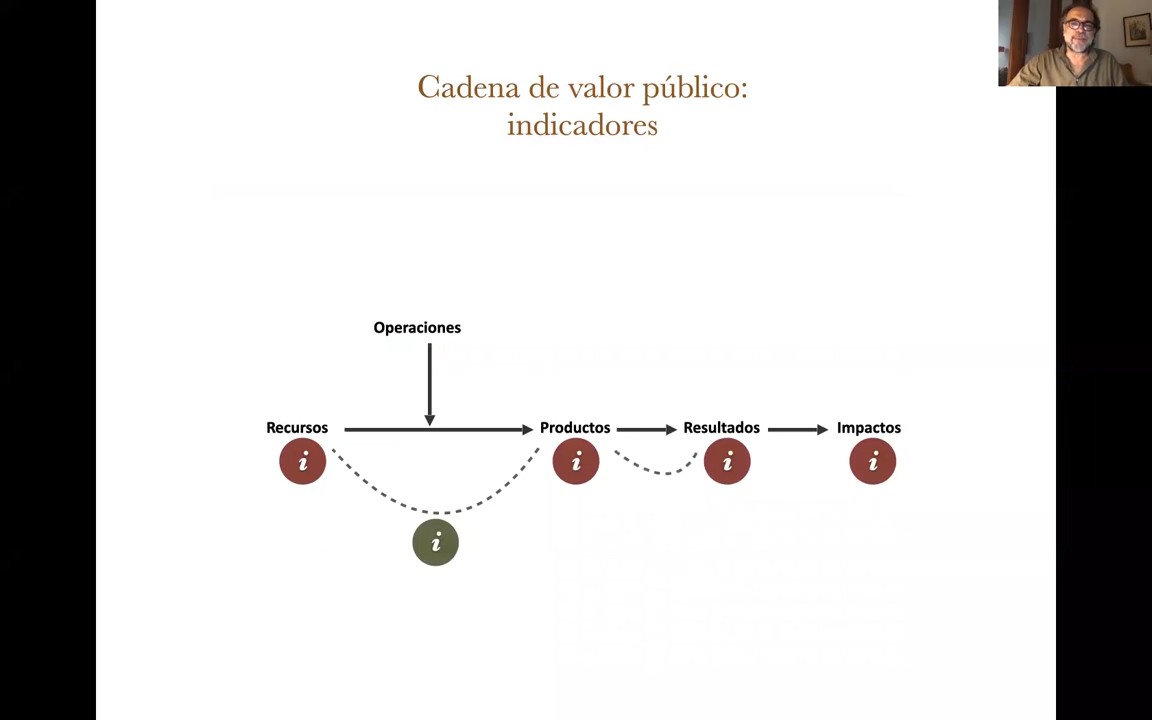 Cadena de valor público:
indicadores
Operaciones
Recursos
Productos
Resultados
Impactos
i
i
i
i
i